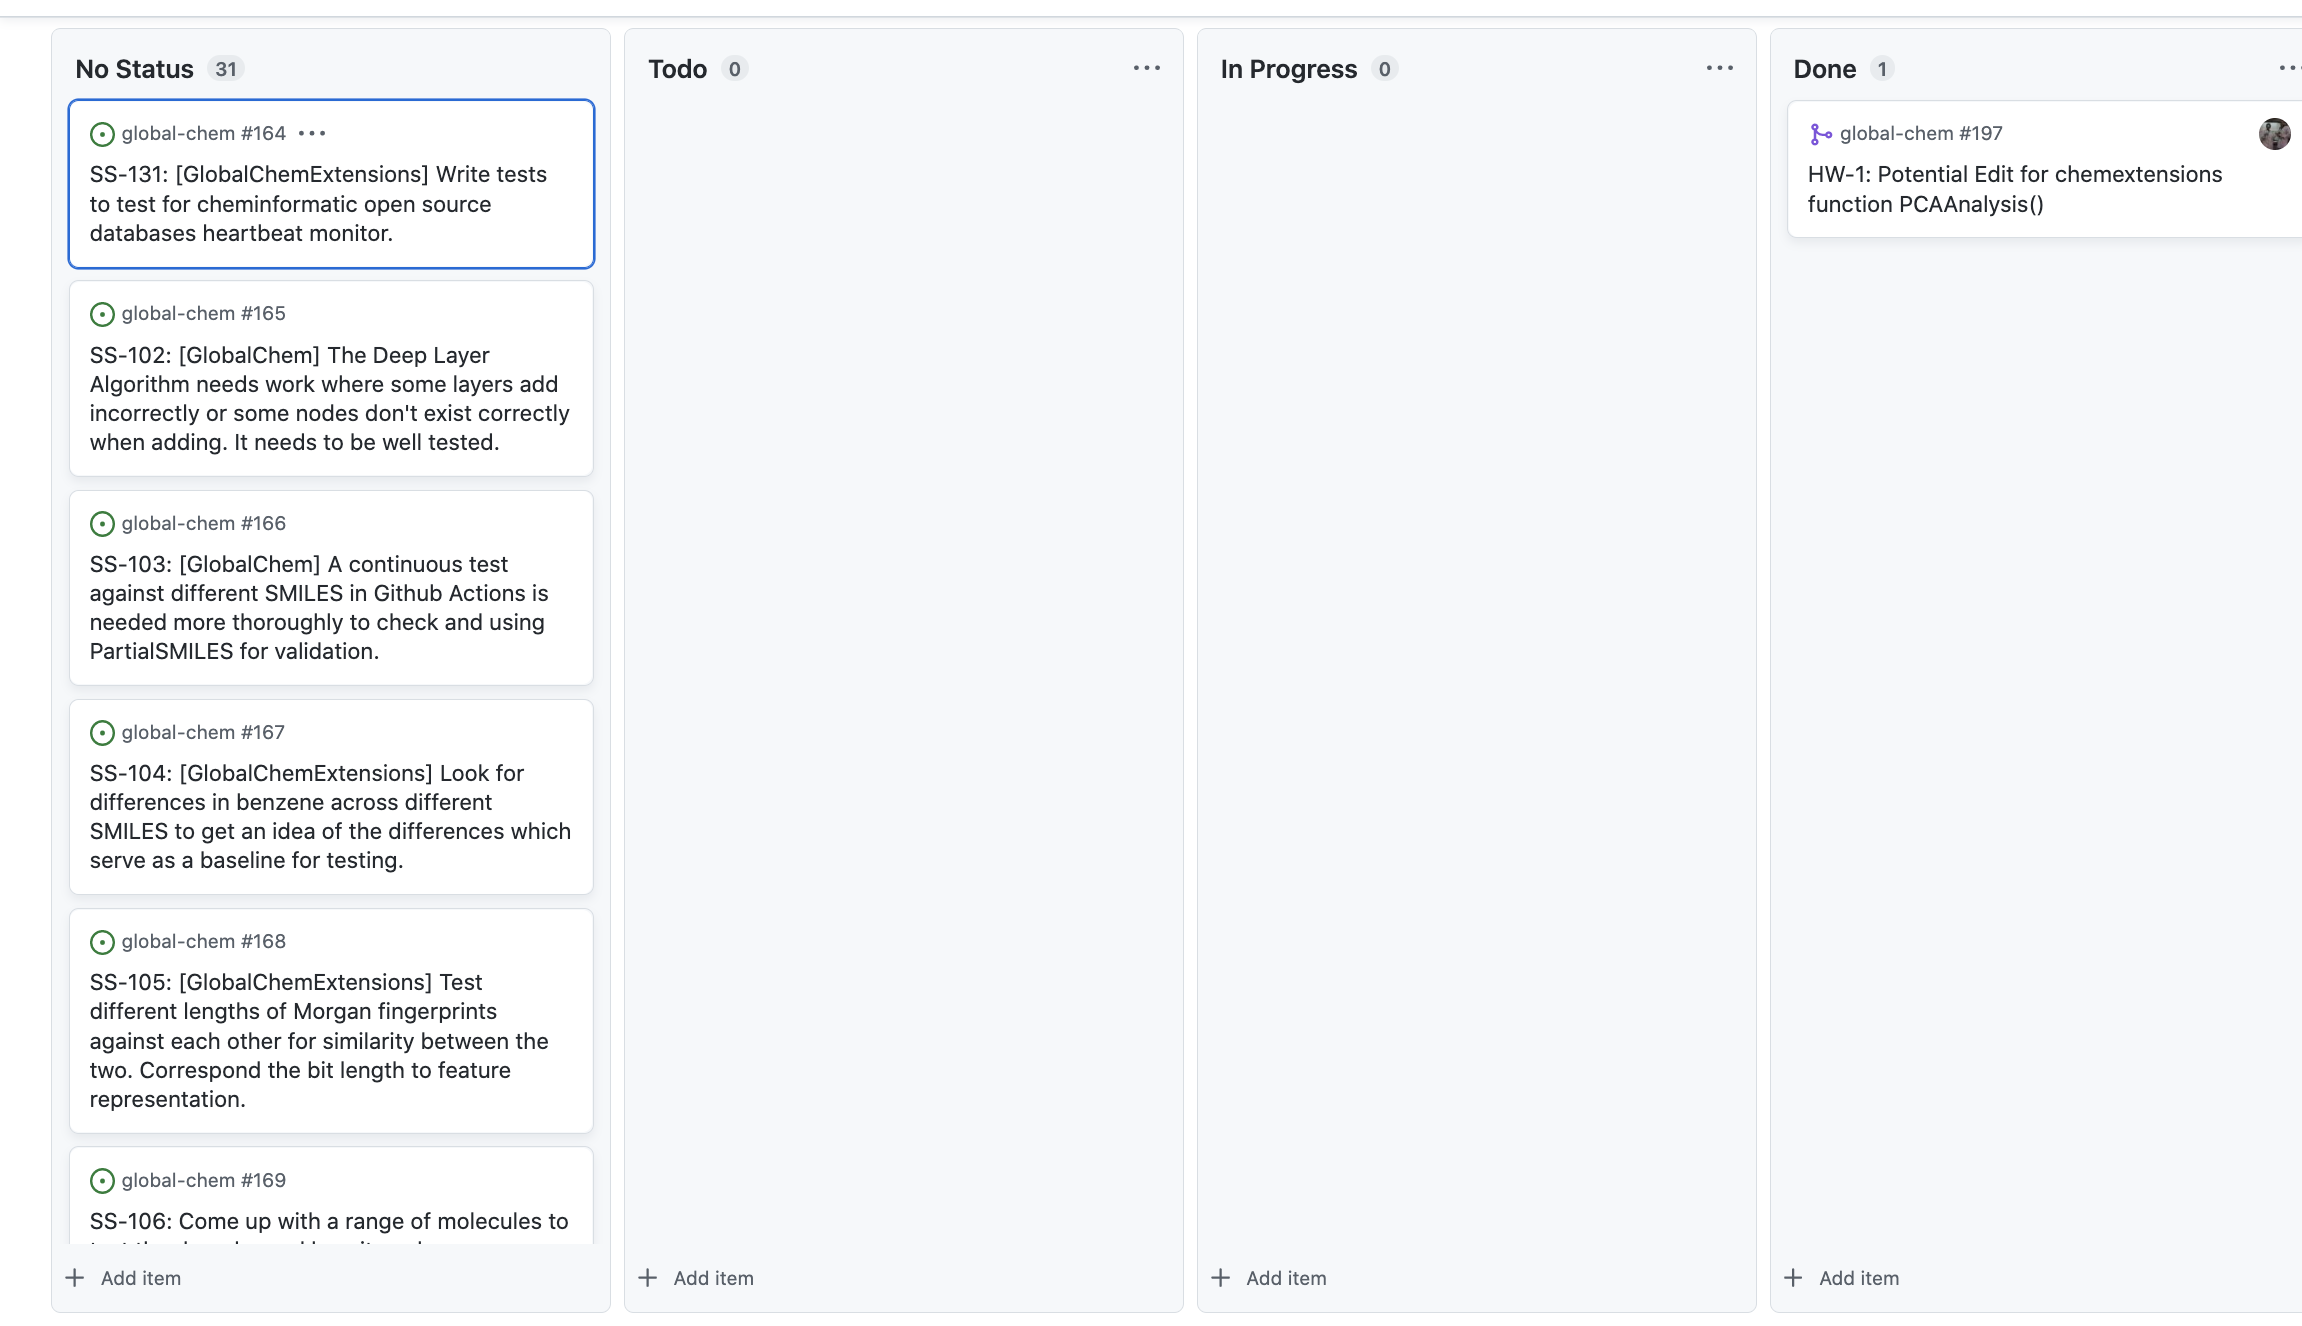 No Status 31
global-chem #164
SS-131: [GlobalChemExtensions] Write tests
to test for cheminformatic open source
databases heartbeat monitor.
global-chem #165
SS-102: [GlobalChem] The Deep Layer
Algorithm needs work where some layers add
incorrectly or some nodes don't exist correctly
when adding. It needs to be well tested.
global-chem #166
SS-103: [GlobalChem] A continuous test
against different SMILES in Github Actions is
needed more thoroughly to check and using
PartialSMILES for validation.
global-chem #167
SS-104: [GlobalChemExtensions] Look for
differences in benzene across different
SMILES to get an idea of the differences which
serve as a baseline for testing.
global-chem #168
SS-105: [GlobalChemExtensions] Test
different lengths of Morgan fingerprints
against each other for similarity between the
two. Correspond the bit length to feature
representation.
global-chem #169
SS-106: Come up with a range of molecules to
Add item
Todo 0
Add item
In Progress 0
Add item
Done 1
global-chem #197
HW-1: Potential Edit for chemextensions
function PCAAnalysis()
Add item